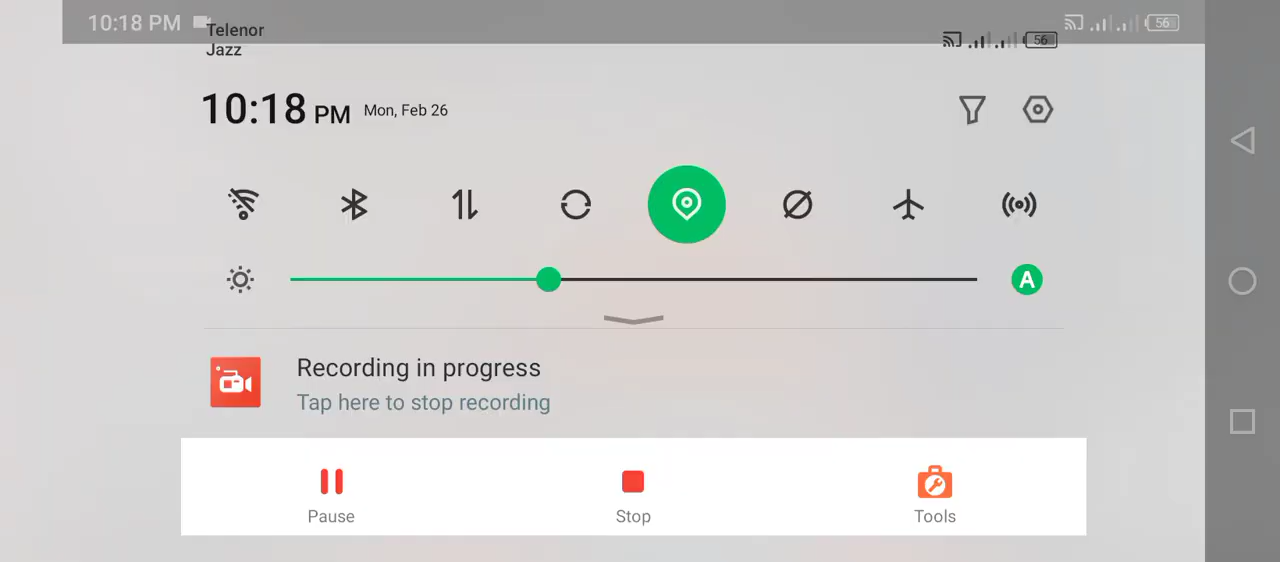 10:18 PM
56
Telenor
Jazz
56
10:18 PM Mon, Feb 26
A
Recording in progress
Tap here to stop recording
Pause Stop Tools